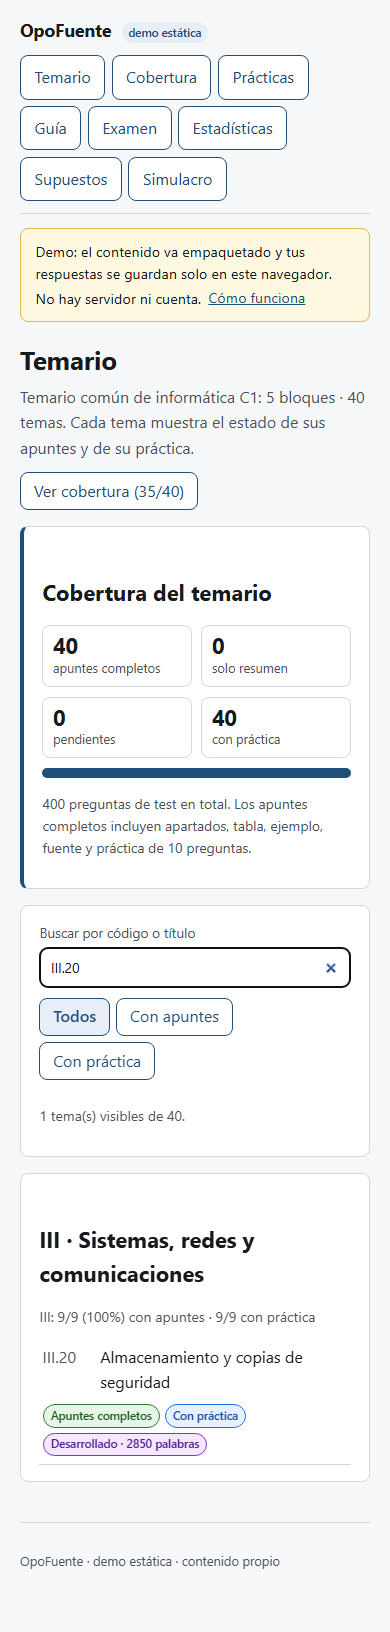 OpoFuente demo estática
Temario Cobertura Prácticas
Guía Examen Estadísticas
Supuestos Simulacro
Demo: el contenido va empaquetado y tus
respuestas se guardan solo en este navegador.
No hay servidor ni cuenta. Cómo funciona
Temario
Temario común de informática C1: 5 bloques · 40
temas. Cada tema muestra el estado de sus
apuntes y de su práctica.
Ver cobertura (35/40)
Cobertura del temario
40 0
apuntes completos solo resumen
0 40
pendientes con práctica
400 preguntas de test en total. Los apuntes
completos incluyen apartados, tabla, ejemplo,
fuente y práctica de 10 preguntas.
Buscar por código o título
III.20
Todos Con apuntes
Con práctica
1 tema(s) visibles de 40.
III · Sistemas, redes y
comunicaciones
III: 9/9 (100%) con apuntes · 9/9 con práctica
III.20 Almacenamiento y copias de
seguridad
Apuntes completos Con práctica
Desarrollado · 2850 palabras
OpoFuente · demo estática · contenido propio